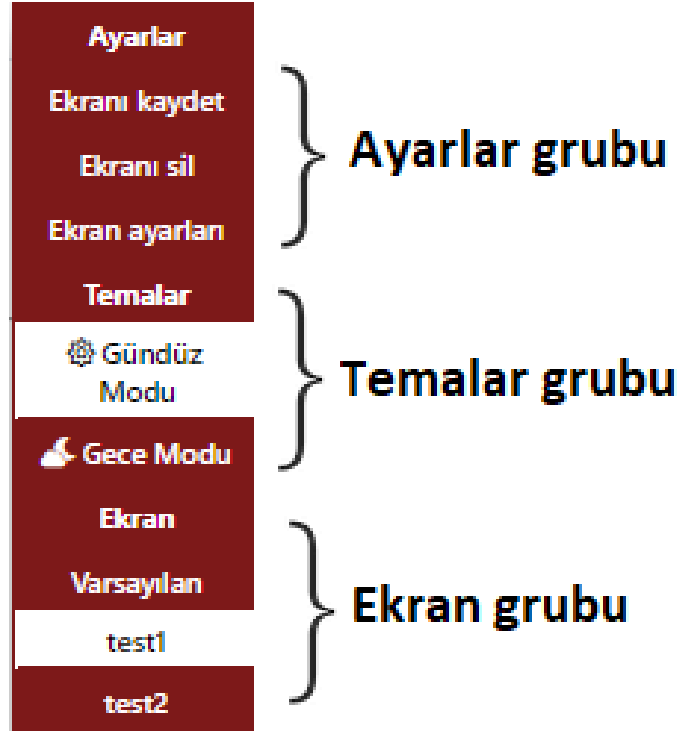 Ayarlar
Ekranı kaydet
Ekranı sil
Ekran ayarları
Ayarlar grubu
Temalar
Gündüz
Modu
Gece Modu
Temalar grubu
Ekran
Varsayılan
test1
test2
Ekran grubu